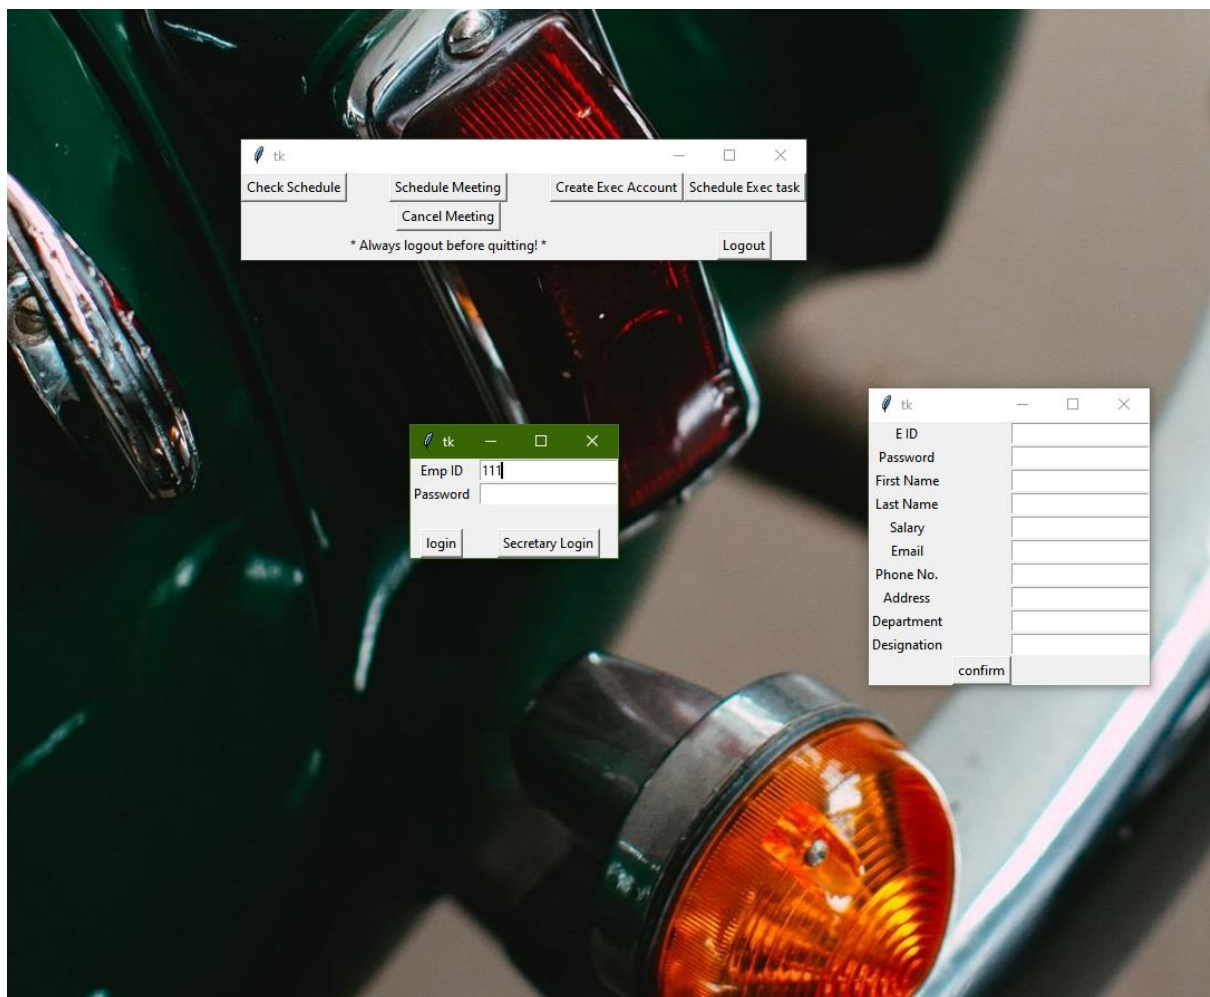 tk
Check Schedule Schedule Meeting Create Exec Account Schedule Exec task
Cancel Meeting
* Always logout before quitting! * Logout
tk
Emp ID 111
Password
login Secretary Login
tk
E ID
Password
First Name
Last Name
Salary
Email
Phone No.
Address
Department
Designation
confirm